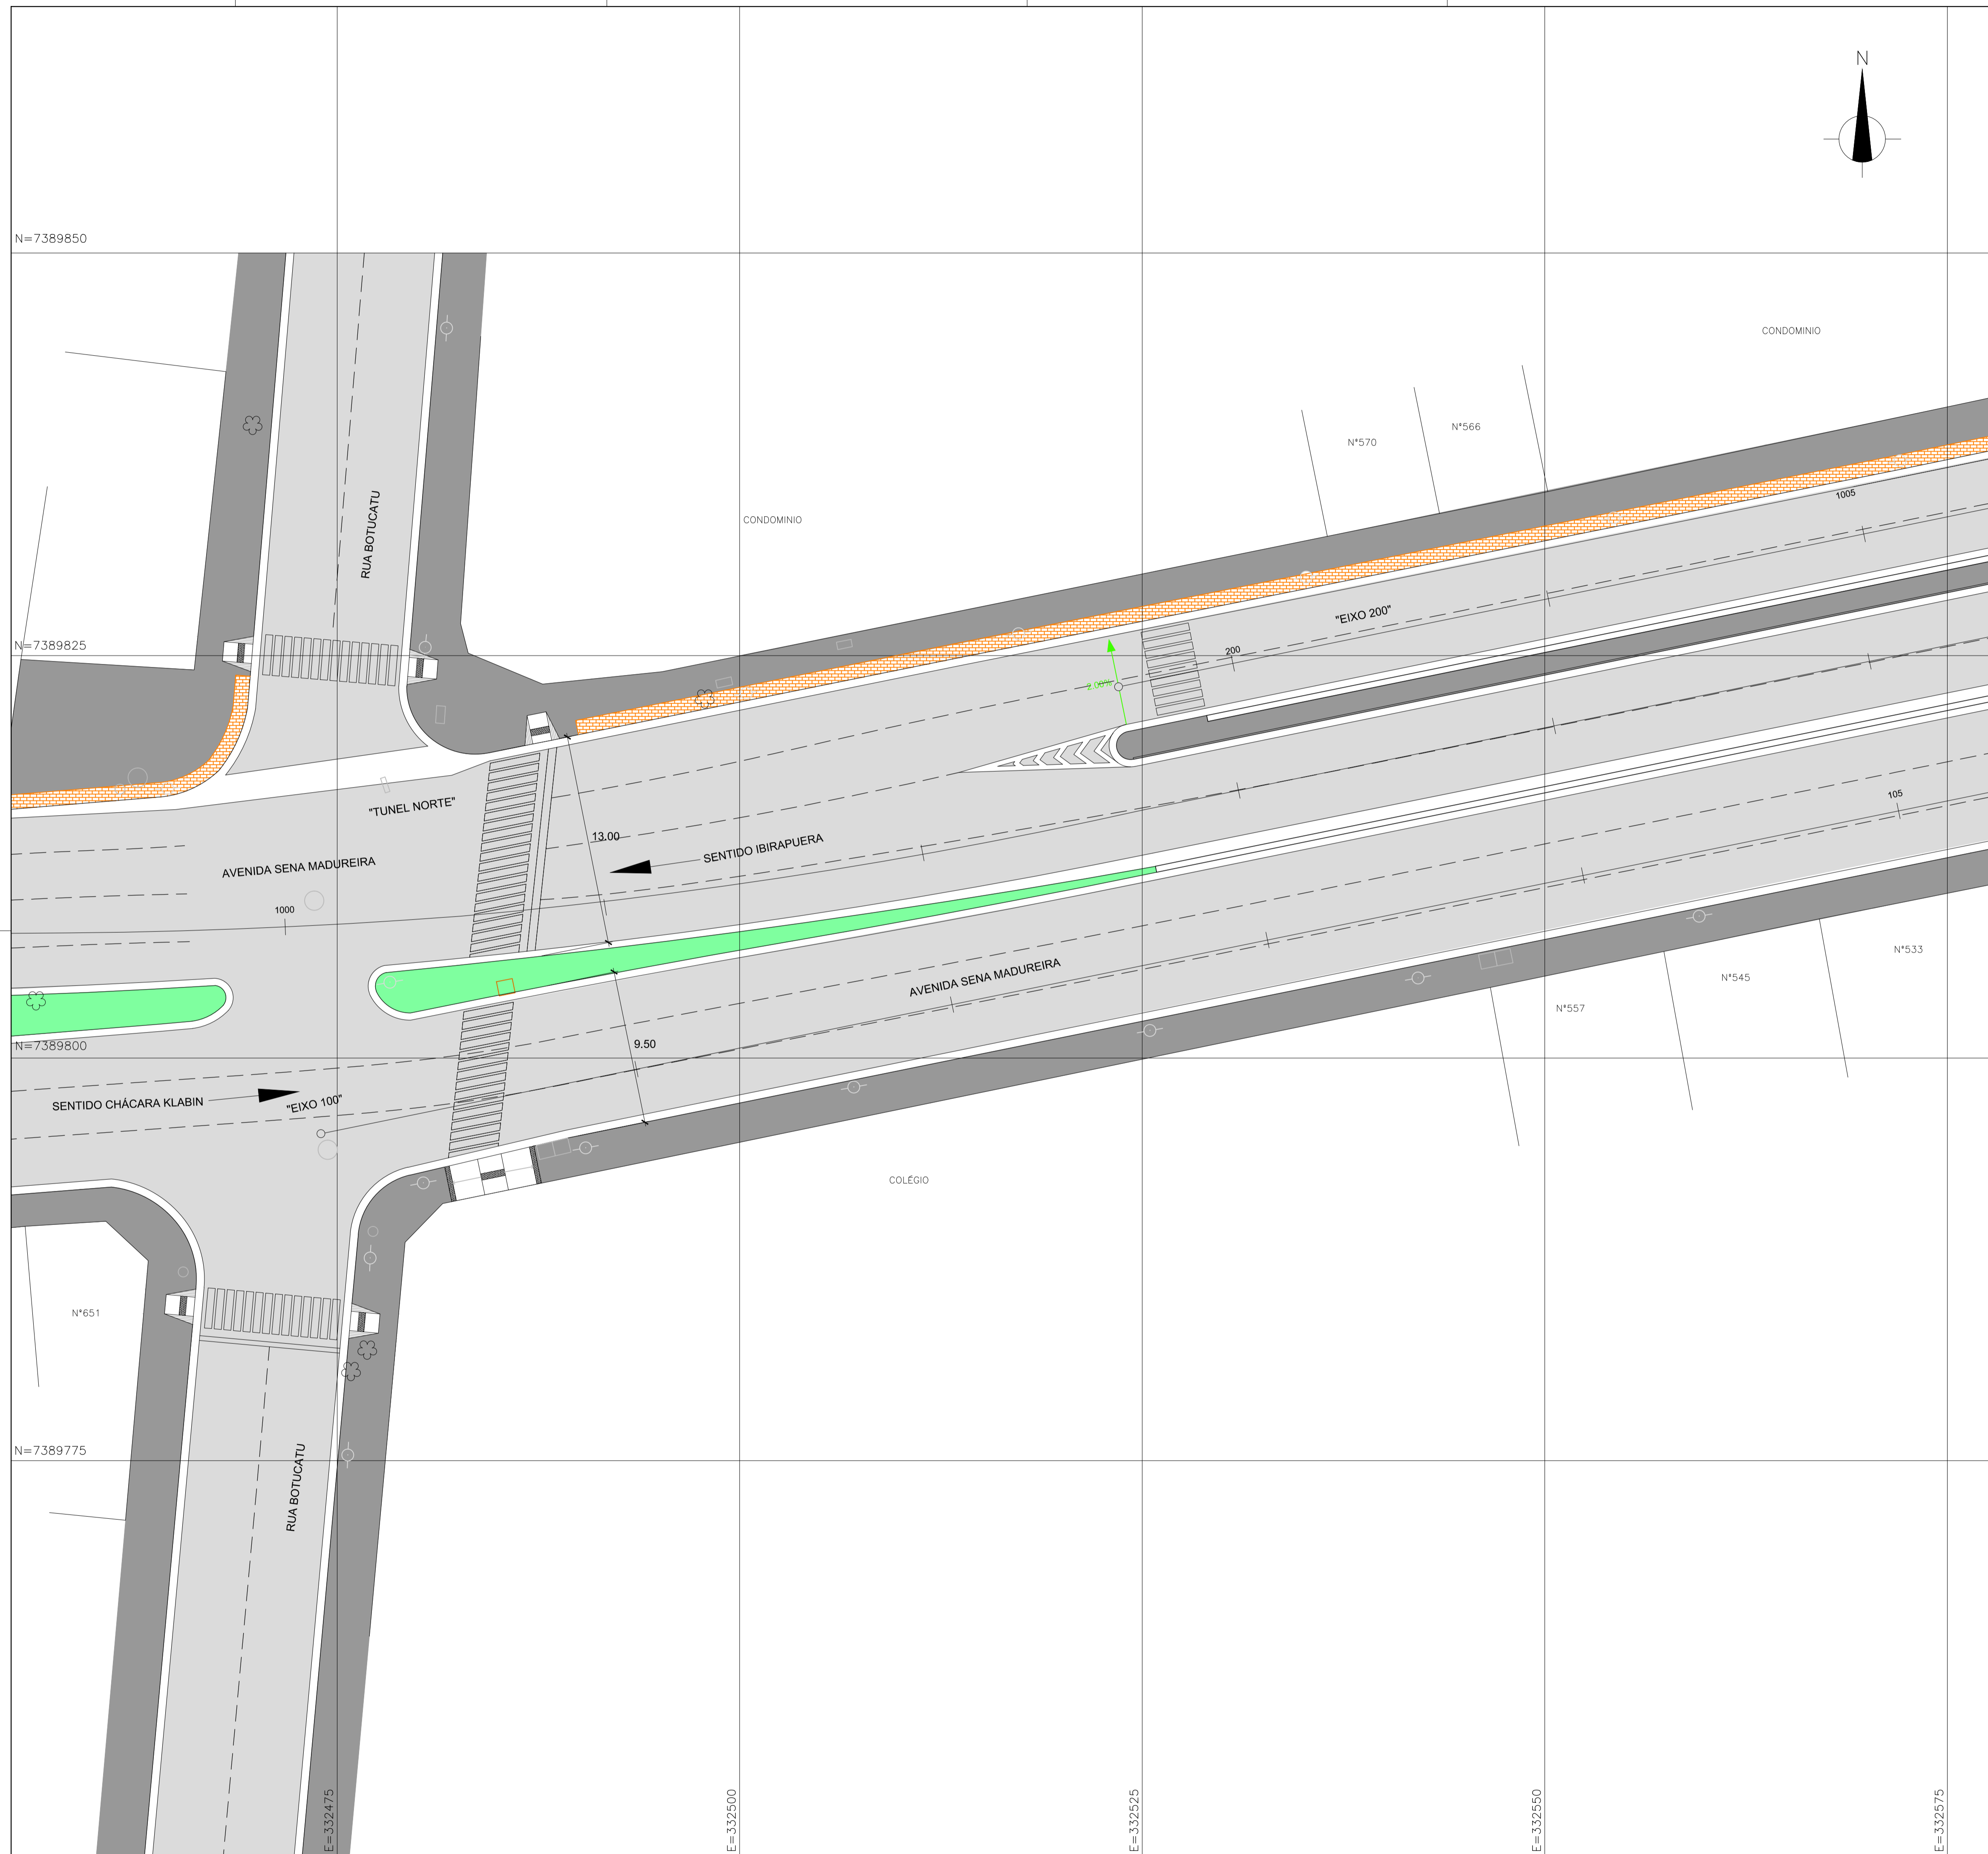 N
N=7389850
CONDOMINIO
N°570
N°566
1005
RUA BOTUCATU
CONDOMINIO
"EIXO 200"
N=7389825
200
2.00%
"TUNEL NORTE"
105
13.00
SENTIDO IBIRAPUERA
AVENIDA SENA MADUREIRA
1000
N°533
N°545
AVENIDA SENA MADUREIRA
N°557
N=7389800
9.50
SENTIDO CHÁCARA KLABIN
"EIXO 100"
COLÉGIO
N°651
N=7389775
RUA BOTUCATU
E=332475
E=332500
E=332525
E=332550
E=332575